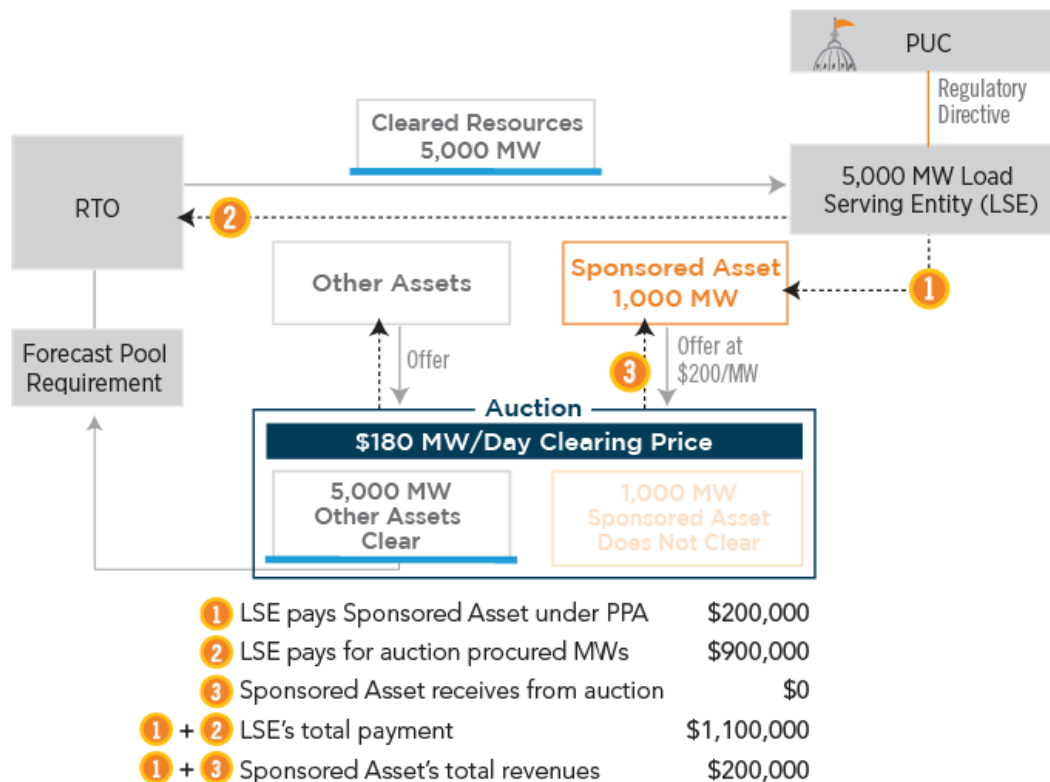 PUC
Regulatory
Directive
Cleared Resources
5,000 MW
RTO
5,000 MW Load
Serving Entity (LSE)
2
1
Other Assets
Sponsored Asset
1,000 MW
Forecast Pool
Requirement
Offer
3
Offer at
$200/MW
Auction
$180 MW/Day Clearing Price
5,000 MW
Other Assets
Clear
1,000 MW
Sponsored Asset
Does Not Clear
1 LSE pays Sponsored Asset under PPA $200,000
2 LSE pays for auction procured MWs $900,000
3 Sponsored Asset receives from auction $0
1 + 2 LSE's total payment $1,100,000
1 + 3 Sponsored Asset's total revenues $200,000